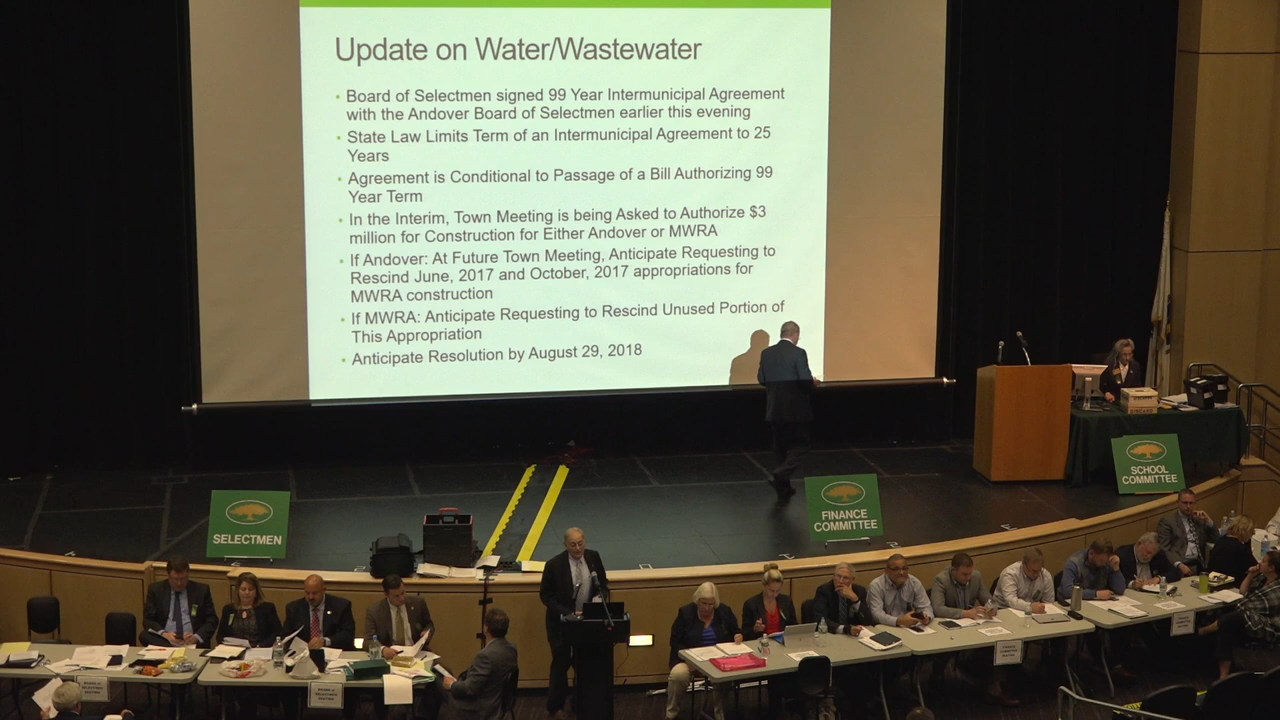 Update on Water/Wastewater
• Board of Selectmen signed 99 Year Intermunicipal Agreement
with the Andover Board of Selectmen earlier this evening
• State Law Limits Term of an Intermunicipal Agreement to 25
Years
• Agreement is Conditional to Passage of a Bill Authorizing 99
Year Term
• In the Interim, Town Meeting is being Asked to Authorize $3
million for Construction for Either Andover or MWRA
• If Andover: At Future Town Meeting, Anticipate Requesting to
Rescind June, 2017 and October, 2017 appropriations for
MWRA construction
• If MWRA: Anticipate Requesting to Rescind Unused Portion of
This Appropriation
• Anticipate Resolution by August 29, 2018
SELECTMEN
FINANCE
COMMITTEE
SCHOOL
COMMITTEE